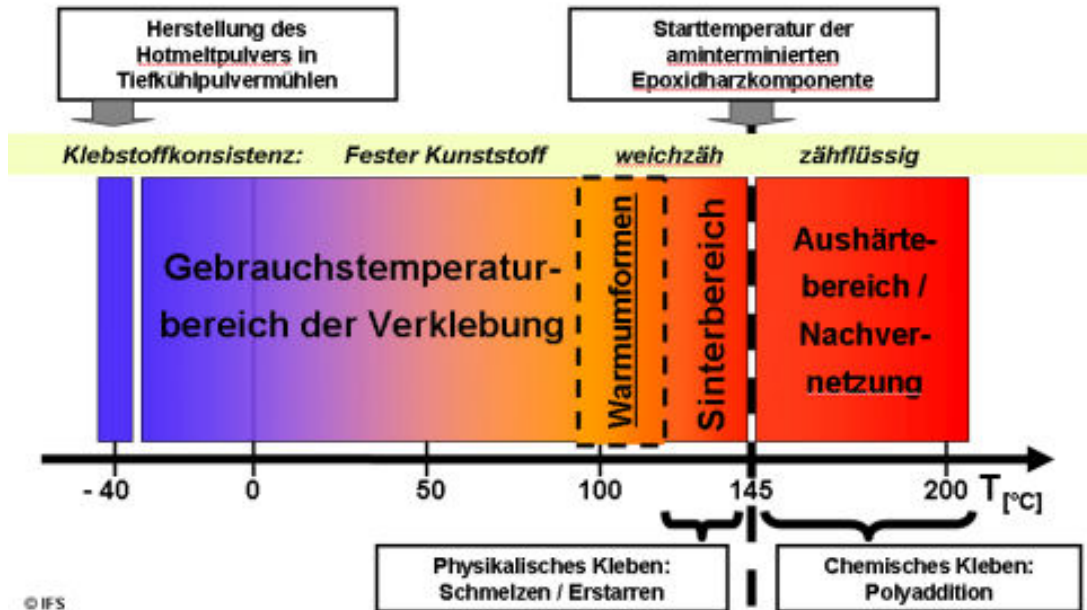 Herstellung des
Hotmeltpulvers in
Tiefkühlpulvermühlen
Starttemperatur der
aminterminierten
Epoxidharzkomponente
Klebstoffkonsistenz: Fester Kunststoff weichzäh zähflüssig
Gebrauchstemperatur-
bereich der Verklebung
Warmumformen
Sinterbereich
Aushärte-
bereich /
Nachver-
netzung
- 40 0 50 100 145 200 T[°C]
Physikalisches Kleben:
Schmelzen / Erstarren
Chemisches Kleben:
Polyaddition
© IFS